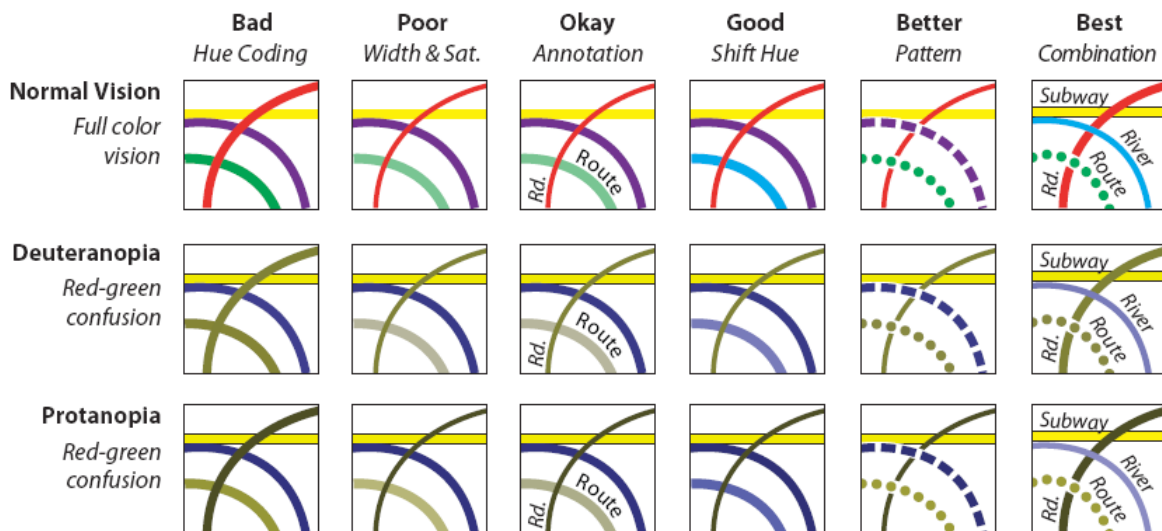 Bad Poor Okay Good Better Best
Hue Coding Width & Sat. Annotation Shift Hue Pattern Combination
Normal Vision
Full color
vision
Rd. Route
Subway
River
Rd. Route
Deuteranopia
Red-green
confusion
Rd. Route
Subway
River
Rd. Route
Protanopia
Red-green
confusion
Rd. Route
Subway
River
Rd. Route